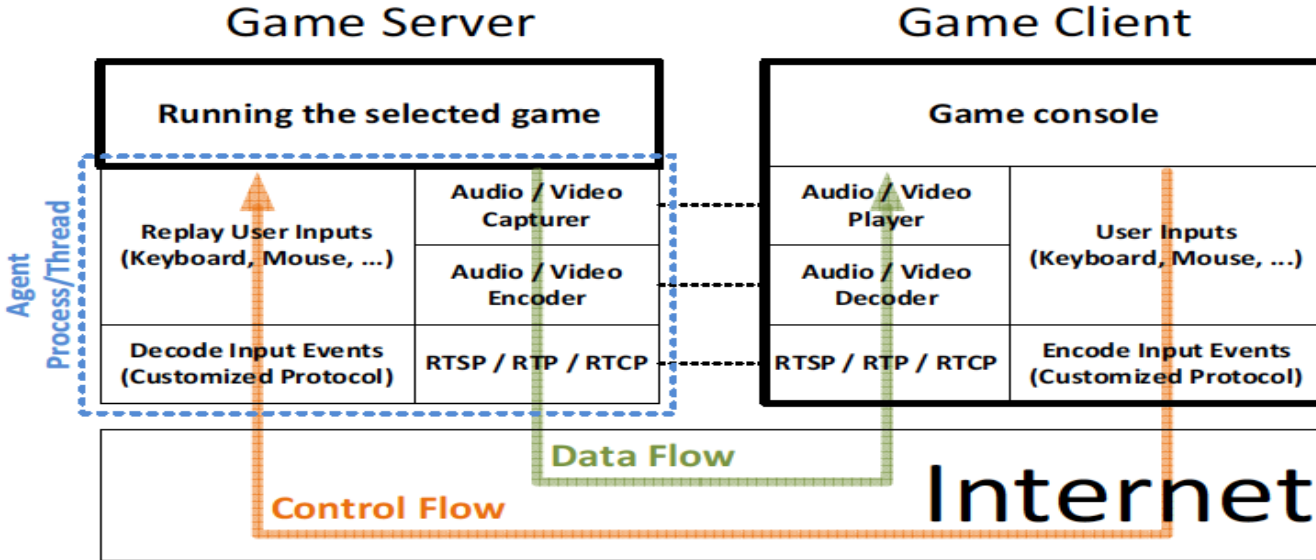 Game Server
Game Client
Running the selected game
Game console
Agent
Process/Thread
Replay User Inputs
(Keyboard, Mouse, ...)
Audio / Video
Capturer
Audio / Video
Encoder
Decode Input Events
(Customized Protocol)
RTSP / RTP / RTCP
Audio / Video
Player
Audio / Video
Decoder
RTSP / RTP / RTCP
User Inputs
(Keyboard, Mouse, ...)
Encode Input Events
(Customized Protocol)
Data Flow
Control Flow
Internet